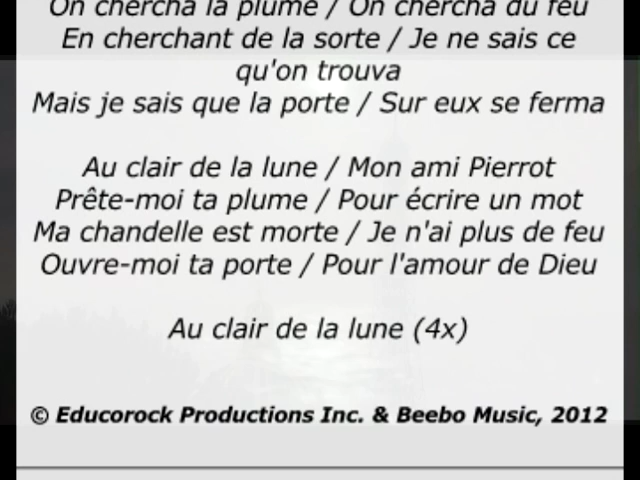 On chercha la plume / On chercha du feu
En cherchant de la sorte / Je ne sais ce
qu'on trouva
Mais je sais que la porte / Sur eux se ferma
Au clair de la lune / Mon ami Pierrot
Prête-moi ta plume / Pour écrire un mot
Ma chandelle est morte / Je n'ai plus de feu
Ouvre-moi ta porte / Pour l'amour de Dieu
Au clair de la lune (4x)
© Educorock Productions Inc. & Beebo Music, 2012